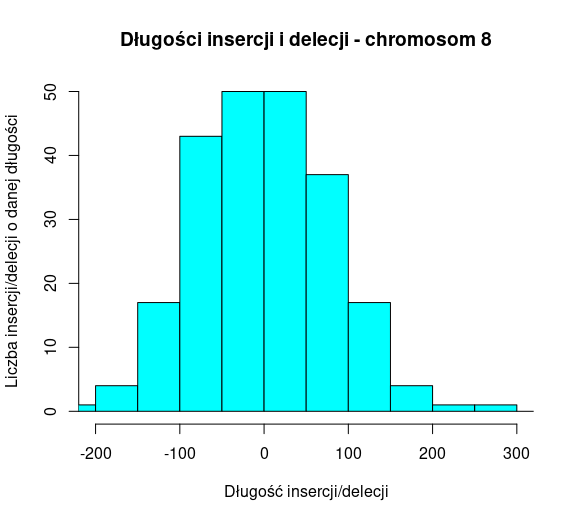 Długości insercji i delecji - chromosom 8
Liczba insercji/delecji o danej długości
50
40
30
20
10
0
-200 -100 0 100 200 300
Długość insercji/delecji